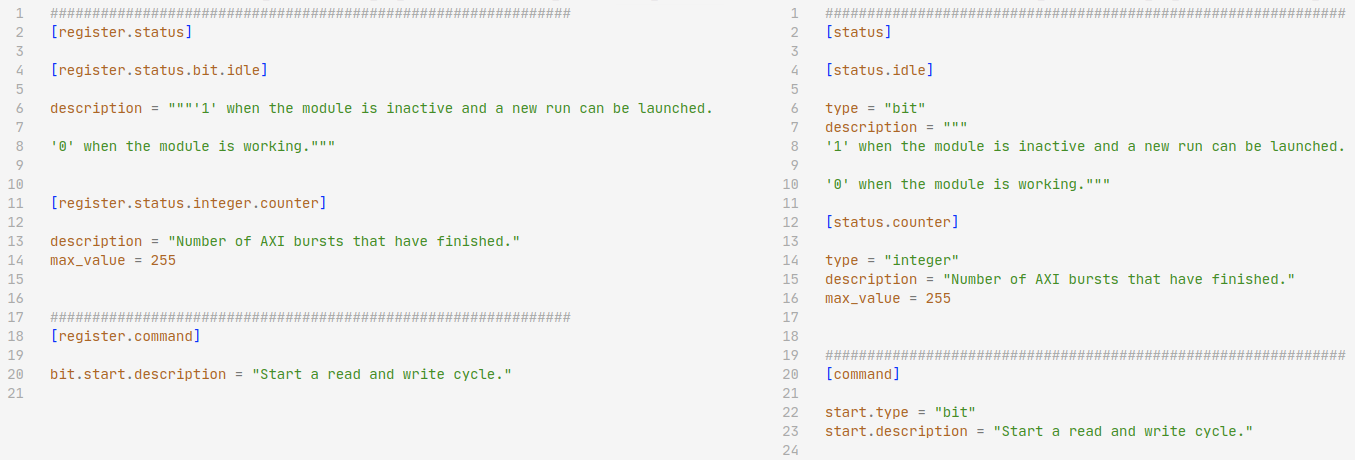 1 ##############################################################
2 [register.status]
3
4 [register.status.bit.idle]
5
6 description = """'1' when the module is inactive and a new run can be launched.
7
8 '0' when the module is working."""
9
10
11 [register.status.integer.counter]
12
13 description = "Number of AXI bursts that have finished."
14 max_value = 255
15
16
17 ##############################################################
18 [register.command]
19
20 bit.start.description = "Start a read and write cycle."
21
1 ##############################################################
2 [status]
3
4 [status.idle]
5
6 type = "bit"
7 description = """
8 '1' when the module is inactive and a new run can be launched.
9
10 '0' when the module is working."""
11
12 [status.counter]
13
14 type = "integer"
15 description = "Number of AXI bursts that have finished."
16 max_value = 255
17
18
19 ##############################################################
20 [command]
21
22 start.type = "bit"
23 start.description = "Start a read and write cycle."
24